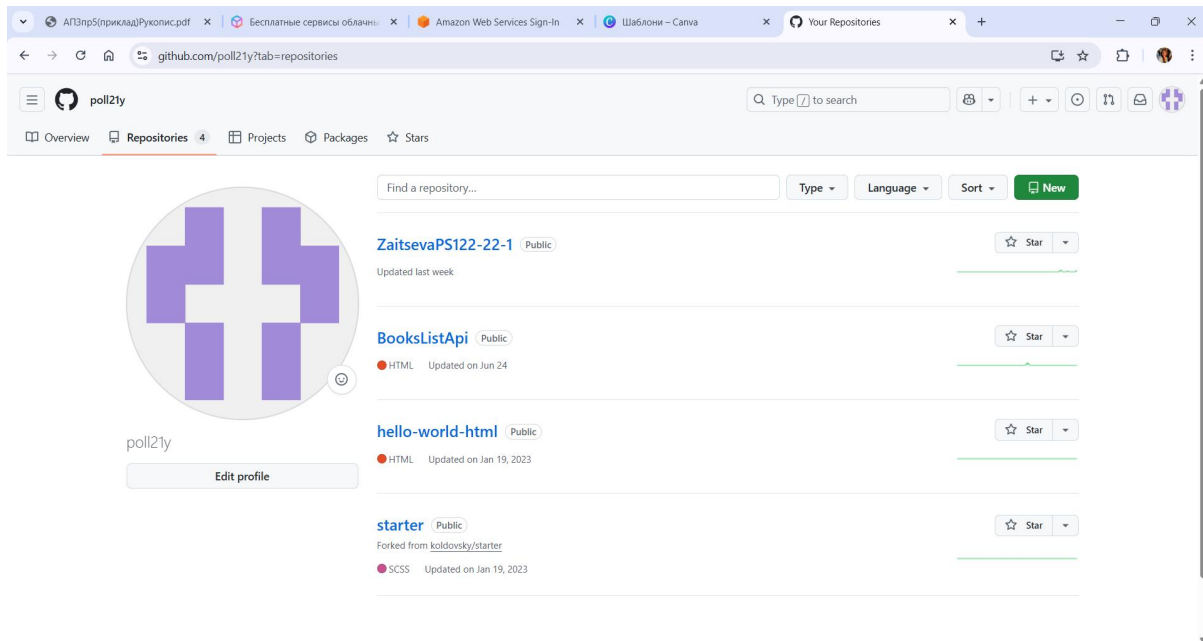 АПЗпр5(приклад)Рукопис.pdf
Бесплатные сервисы облачны
Amazon Web Services Sign-In
Шаблони – Canva
Your Repositories
github.com/poll21y?tab=repositories
poll21y
Type / to search
Overview Repositories 4 Projects Packages Stars
Find a repository...
Type Language Sort New
ZaitsevaPS122-22-1 Public
Star
Updated last week
BooksListApi Public
Star
HTML Updated on Jun 24
hello-world-html Public
Star
HTML Updated on Jan 19, 2023
poll21y
Edit profile
starter Public
Star
Forked from koldovsky/starter
SCSS Updated on Jan 19, 2023